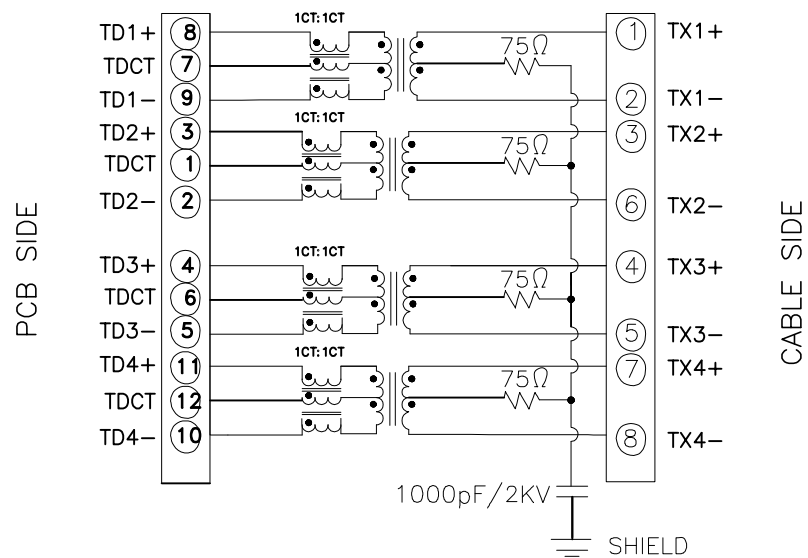 1CT:1CT
TD1+ 8 75Ω 1 TX1+
TDCT 7
TD1- 9 2 TX1-
1CT:1CT
TD2+ 3 75Ω 3 TX2+
TDCT 1
TD2- 2 6 TX2-
PCB SIDE
CABLE SIDE
1CT:1CT
TD3+ 4 75Ω 4 TX3+
TDCT 6
TD3- 5 5 TX3-
1CT:1CT
TD4+ 11 75Ω 7 TX4+
TDCT 12
TD4- 10 8 TX4-
1000pF/2KV
SHIELD